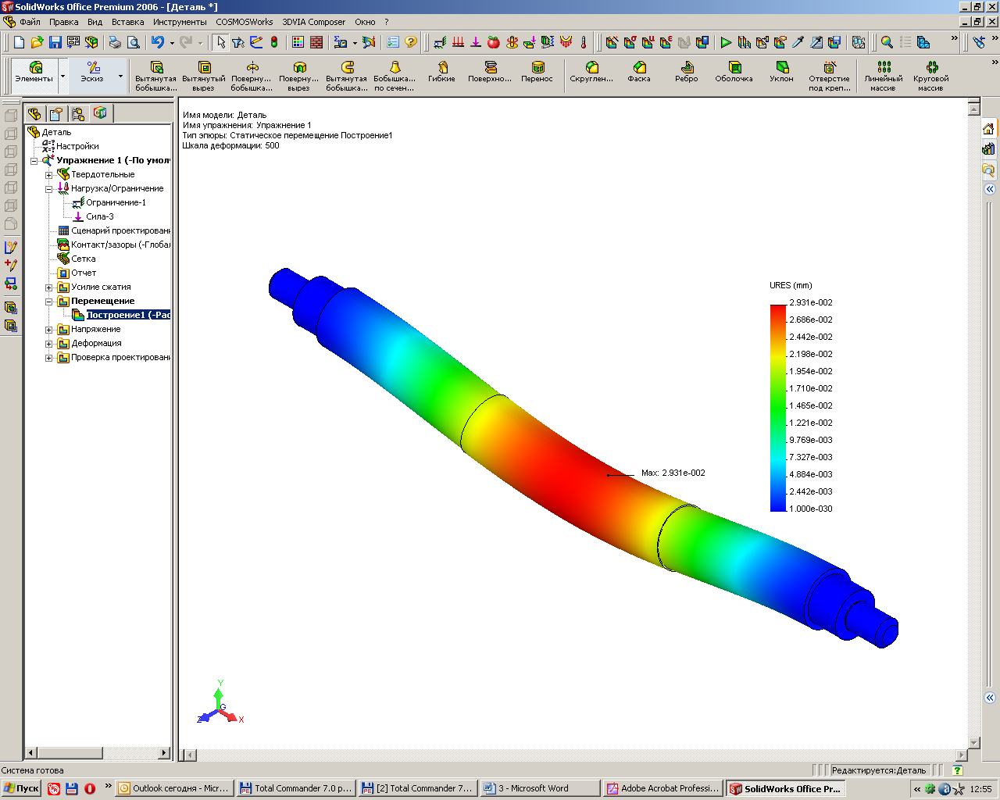 SolidWorks Office Premium 2006 - [Деталь *]
Файл Правка Вид Вставка Инструменты COSMOSWorks 3DVIA Composer Окно ?
Элементы
Эскиз
Вытянутая бобышка...
Вытянутый вырез
Поверну... бобышка...
Поверну... вырез
Вытянутая бобышка...
Бобышка... по сечен...
Гибкие
Поверхно...
Перенос
Скруглен...
Фаска
Ребро
Оболочка
Уклон
Отверстие под креп...
Линейный массив
Круговой массив
Деталь
Настройки
Упражнение 1 (-По умол
Твердотельные
Нагрузка/Ограничение
Ограничение-1
Сила-3
Сценарий проектирован
Контакт/зазоры (-Глоба
Сетка
Отчет
Усилие сжатия
Перемещение
Построение1 (-Рас
Напряжение
Деформация
Проверка проектирован
Имя модели: Деталь
Имя упражнения: Упражнение 1
Тип эпюры: Статическое перемещение Построение1
Шкала деформации: 500
URES (mm)
2.931e-002
2.686e-002
2.442e-002
2.198e-002
1.954e-002
1.710e-002
1.465e-002
1.221e-002
9.769e-003
7.327e-003
4.884e-003
2.442e-003
1.000e-030
Max: 2.931e-002
Y
G
Z
X
Система готова
Редактируется:Деталь
Пуск
Outlook сегодня - Micr...
Total Commander 7.0 p...
[2] Total Commander 7...
3 - Microsoft Word
Adobe Acrobat Professi...
SolidWorks Office Pr...
12:55